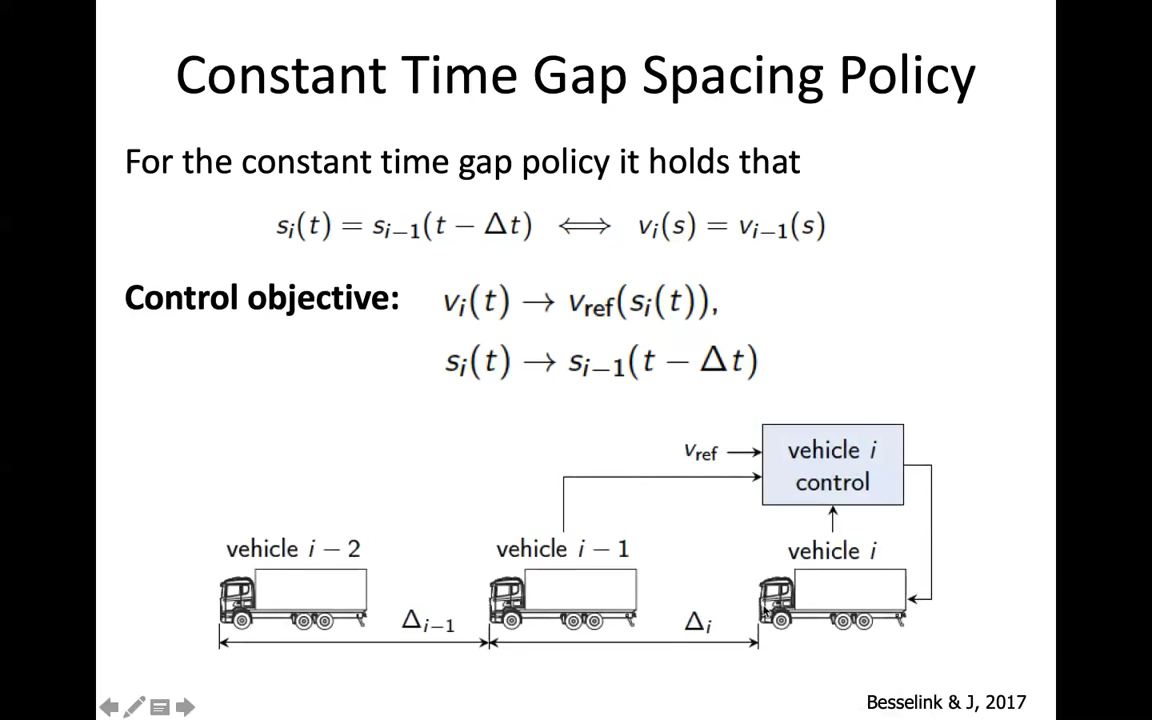 Constant Time Gap Spacing Policy
For the constant time gap policy it holds that
sᵢ(t) = sᵢ₋₁(t − Δt) ⟺ vᵢ(s) = vᵢ₋₁(s)
Control objective: vᵢ(t) → v_ref(sᵢ(t)),
sᵢ(t) → sᵢ₋₁(t − Δt)
v_ref
vehicle i
control
vehicle i − 2
vehicle i − 1
vehicle i
Δᵢ₋₁
Δᵢ
Besselink & J, 2017